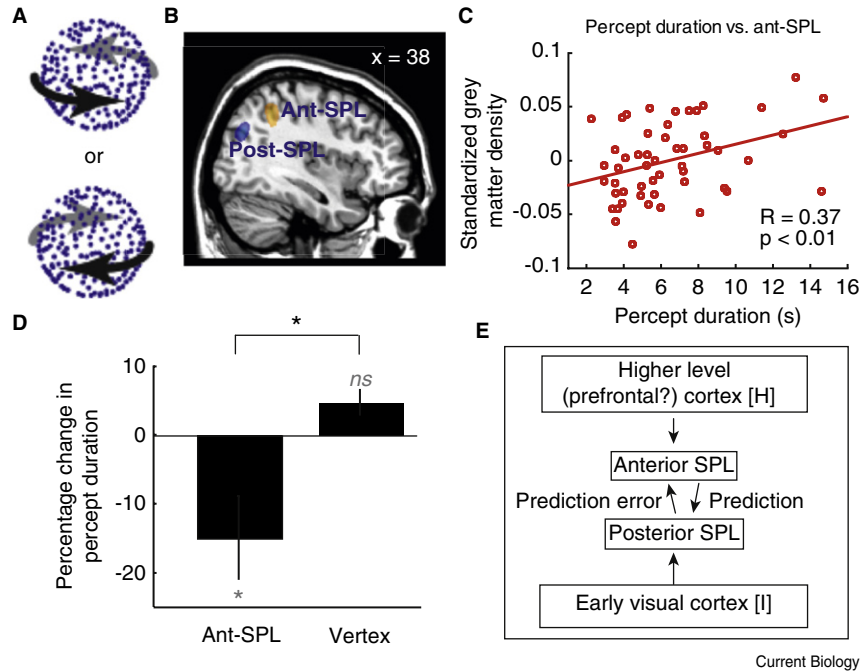 A
or
B
x = 38
Ant-SPL
Post-SPL
C
Percept duration vs. ant-SPL
Standardized grey
matter density
0.1
0.05
0
-0.05
-0.1
R = 0.37
p < 0.01
2 4 6 8 10 12 14 16
Percept duration (s)
D
*
ns
Percentage change in
percept duration
10
0
-10
-20
*
Ant-SPL Vertex
E
Higher level
(prefrontal?) cortex [H]
Anterior SPL
Prediction error Prediction
Posterior SPL
Early visual cortex [I]
Current Biology